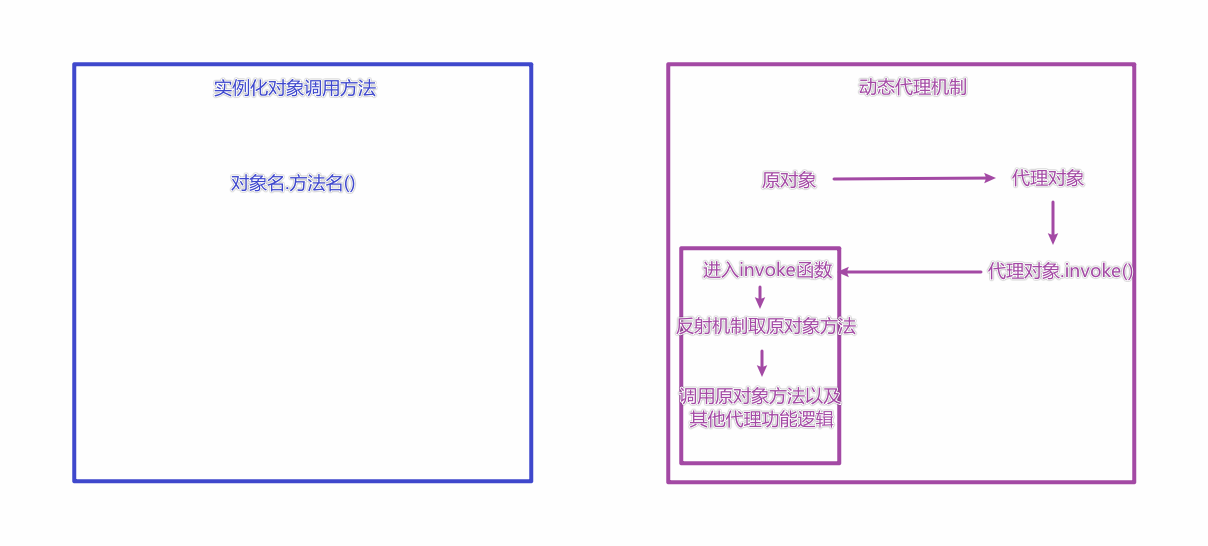 实例化对象调用方法
对象名.方法名()
动态代理机制
原对象
代理对象
代理对象.invoke()
进入invoke函数
反射机制取原对象方法
调用原对象方法以及
其他代理功能逻辑